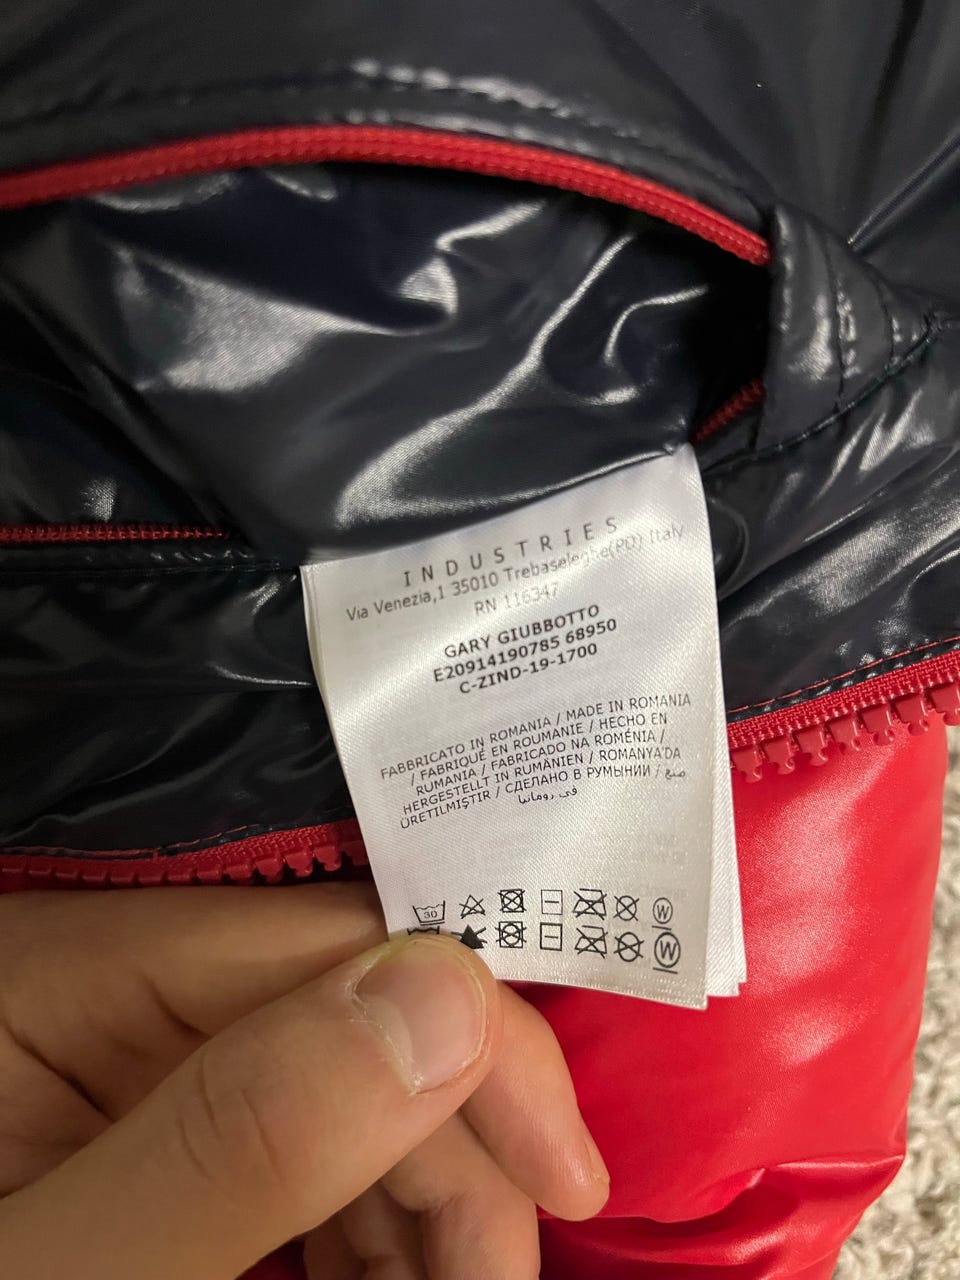 INDUSTRIES
Via Venezia,1 35010 Trebaseleghe(PD) Italy
RN 116347
GARY GIUBBOTTO
E20914190785 68950
C-ZIND-19-1700
FABBRICATO IN ROMANIA / MADE IN ROMANIA
/ FABRIQUÉ EN ROUMANIE / HECHO EN
RUMANIA / FABRICADO NA ROMÉNIA /
HERGESTELLT IN RUMÄNIEN / ROMANYA'DA
ÜRETILMIŞTIR / СДЕЛАНО В РУМЫНИИ / صنع
في رومانيا
30 W
W